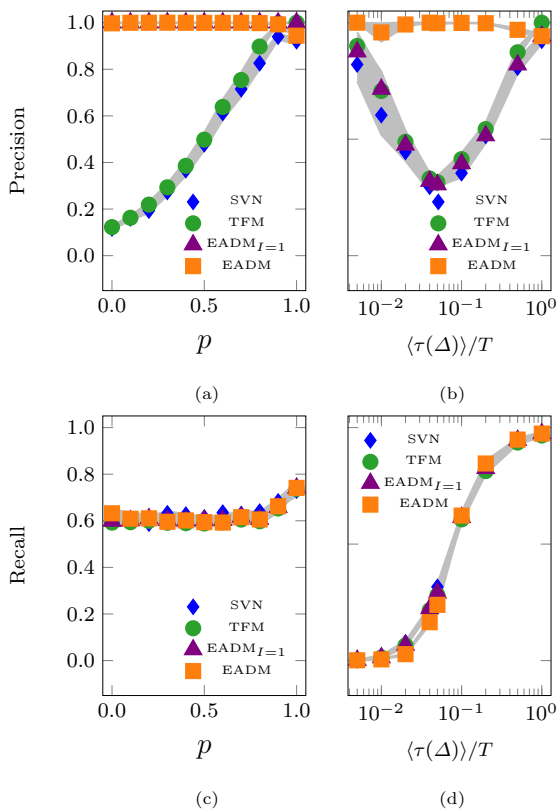 Precision
1.0
0.8
0.6
0.4
0.2
0.0
SVN
TFM
EADM_{I=1}
EADM
0.0 0.5 1.0
p
(a)
SVN
TFM
EADM_{I=1}
EADM
10^{-2} 10^{-1} 10^{0}
⟨τ(Δ)⟩/T
(b)
Recall
1.0
0.8
0.6
0.4
0.2
0.0
SVN
TFM
EADM_{I=1}
EADM
0.0 0.5 1.0
p
(c)
SVN
TFM
EADM_{I=1}
EADM
10^{-2} 10^{-1} 10^{0}
⟨τ(Δ)⟩/T
(d)